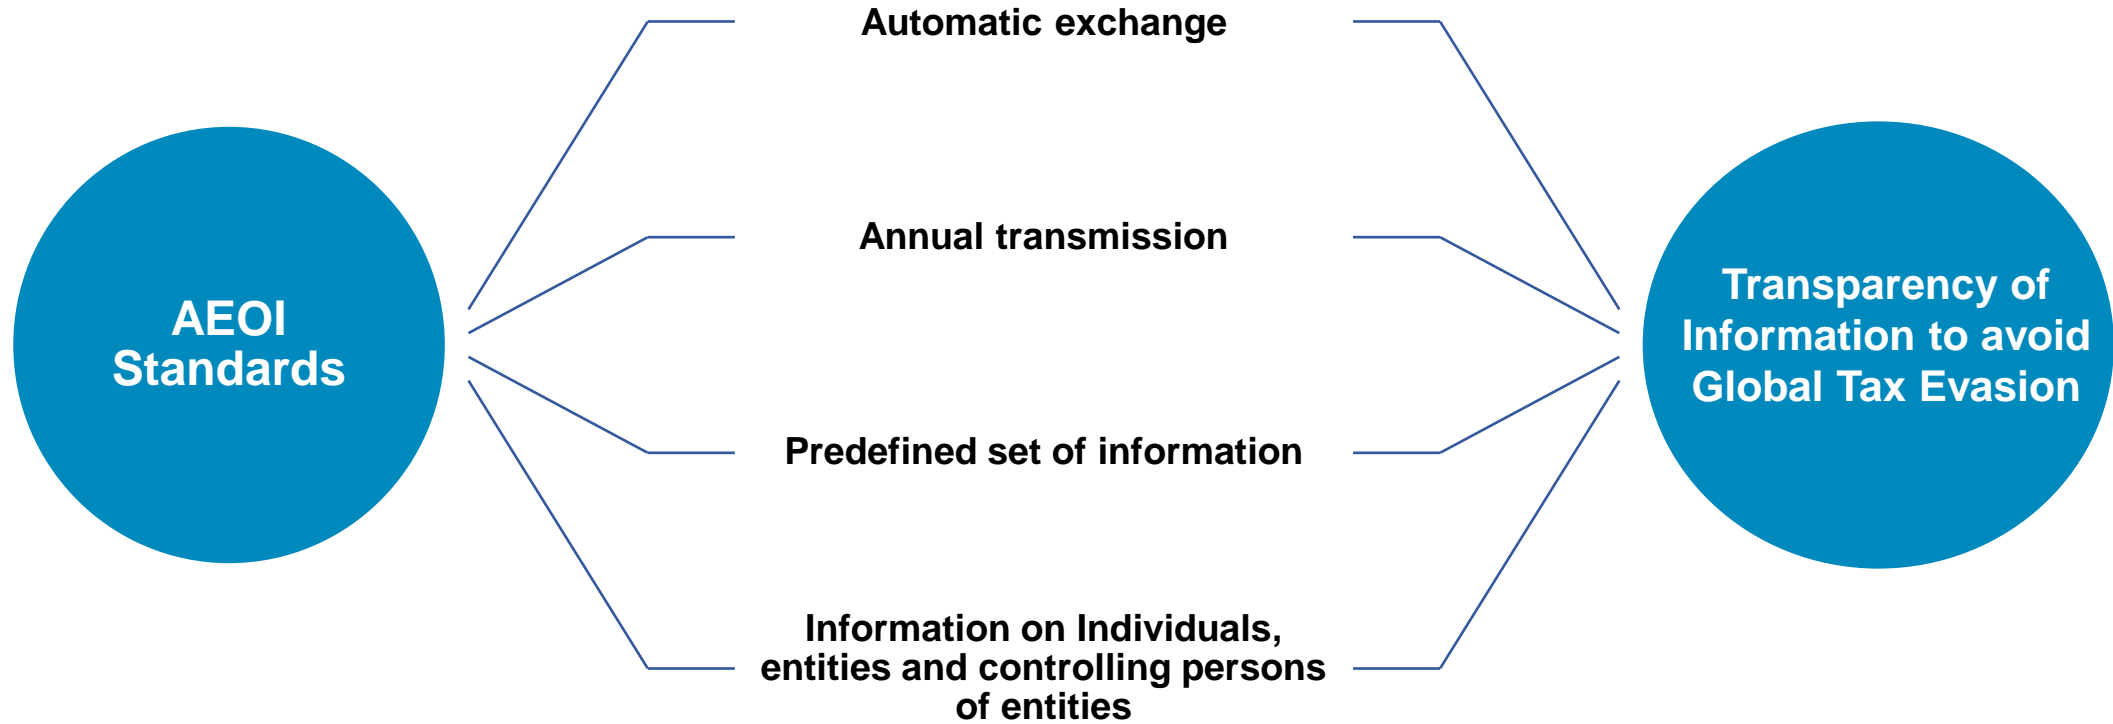 AEOI
Standards
Automatic exchange
Annual transmission
Predefined set of information
Information on Individuals,
entities and controlling persons
of entities
Transparency of
Information to avoid
Global Tax Evasion